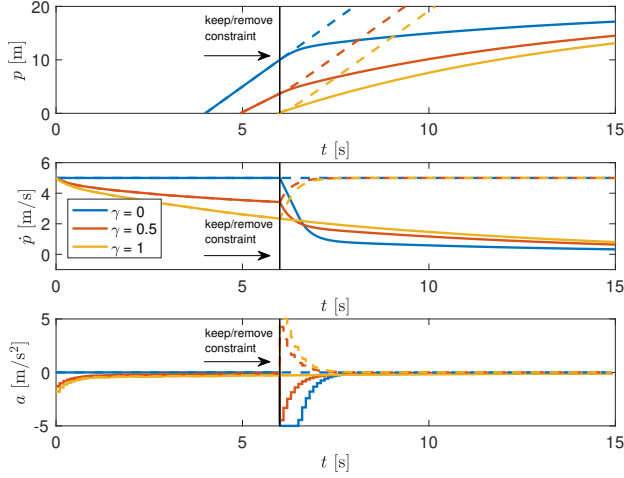 20
10
0
p [m]
keep/remove
constraint
0
5
10
15
t [s]
6
4
2
0
ṗ [m/s]
γ = 0
γ = 0.5
γ = 1
keep/remove
constraint
0
5
10
15
t [s]
5
0
-5
a [m/s²]
keep/remove
constraint
0
5
10
15
t [s]